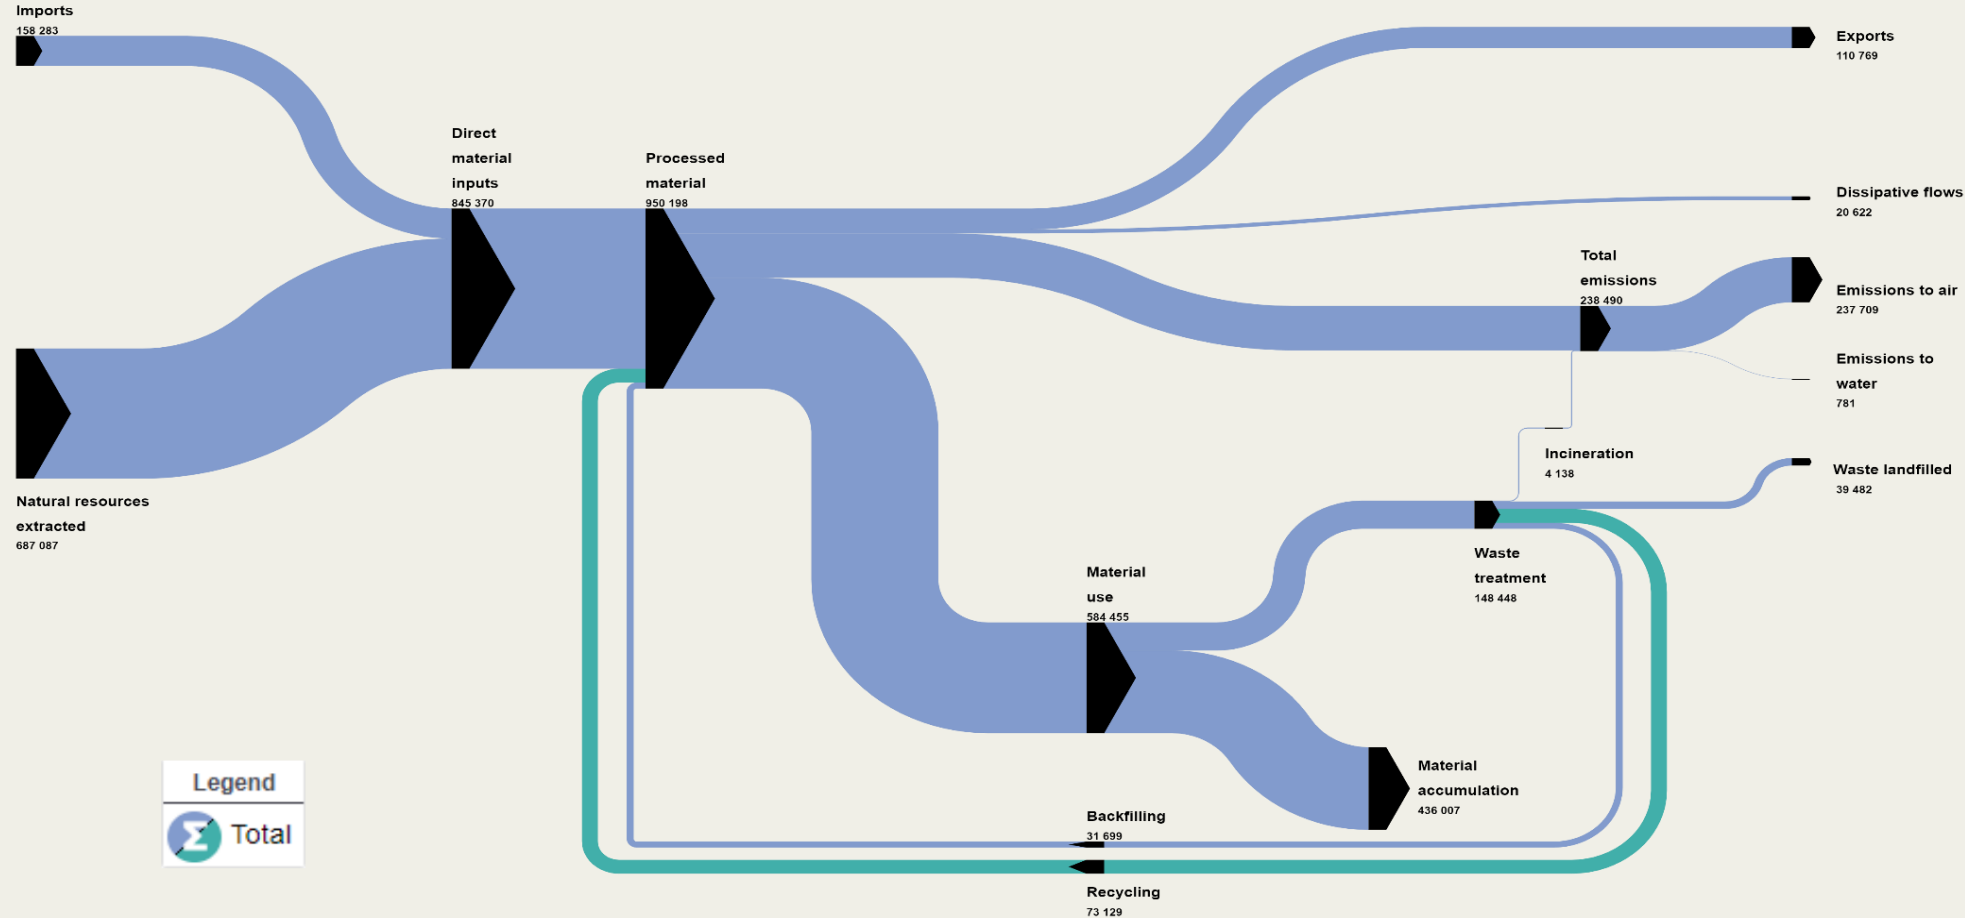 Imports
158 283
Exports
110 769
Direct
material
inputs
845 370
Processed
material
950 198
Dissipative flows
20 622
Total
emissions
238 490
Emissions to air
237 709
Emissions to
water
781
Incineration
4 138
Waste landfilled
39 482
Natural resources
extracted
687 087
Waste
treatment
148 448
Material
use
584 455
Material
accumulation
436 007
Backfilling
31 699
Recycling
73 129
Legend
Σ Total